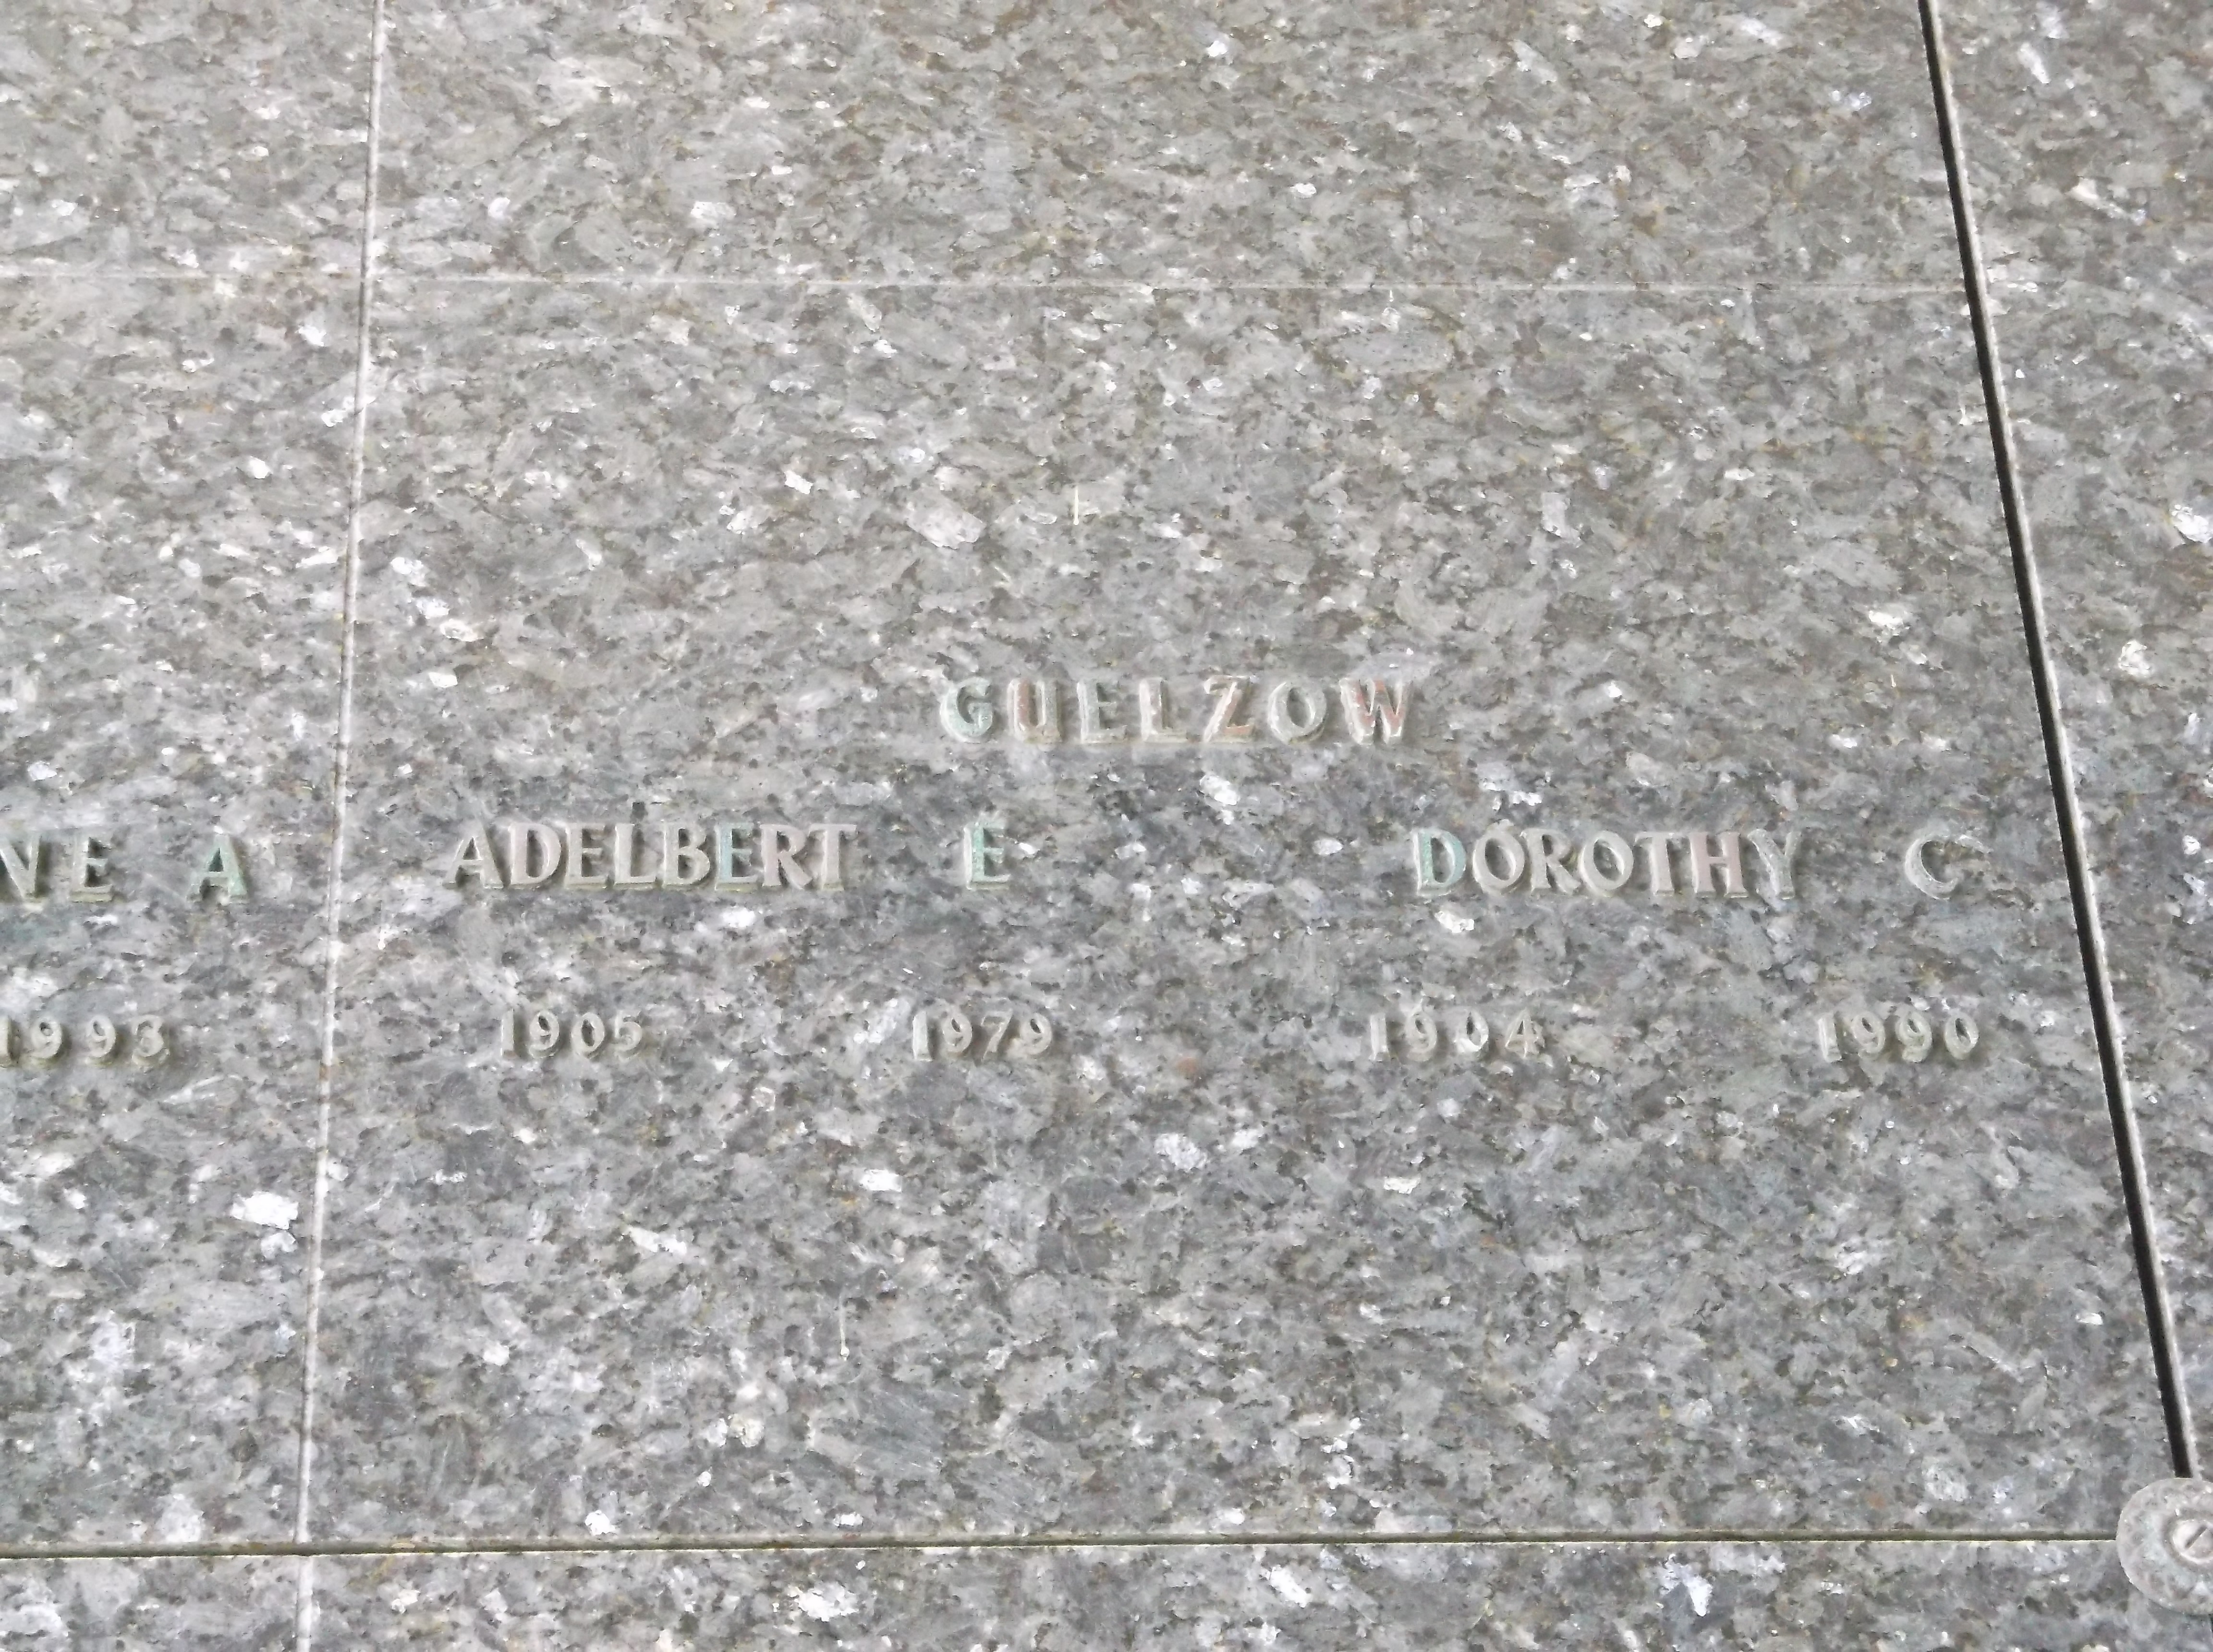 GUELZOW
NE A ADELBERT E DOROTHY C
1993 1905 1979 1904 1990